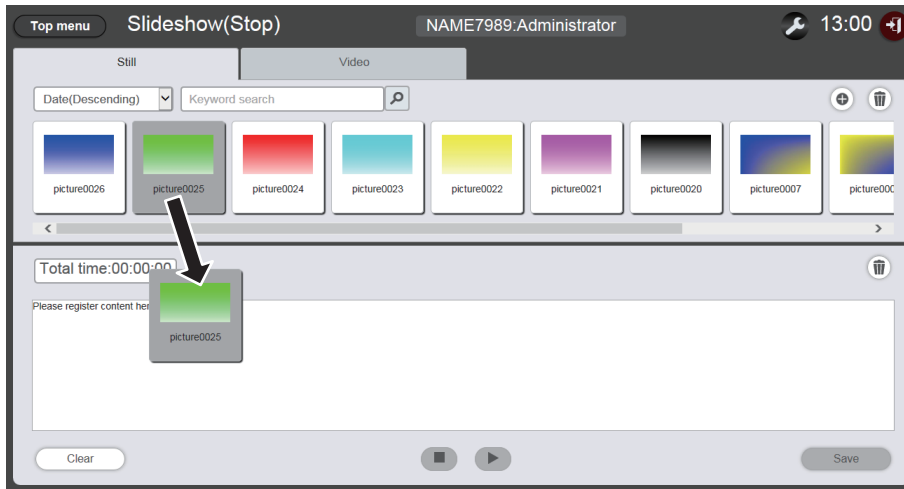 Top menu Slideshow(Stop) NAME7989:Administrator 13:00
Still Video
Date(Descending) Keyword search
picture0026 picture0025 picture0024 picture0023 picture0022 picture0021 picture0020 picture0007 picture000
Total time:00:00:00
Please register content her
picture0025
Clear Save